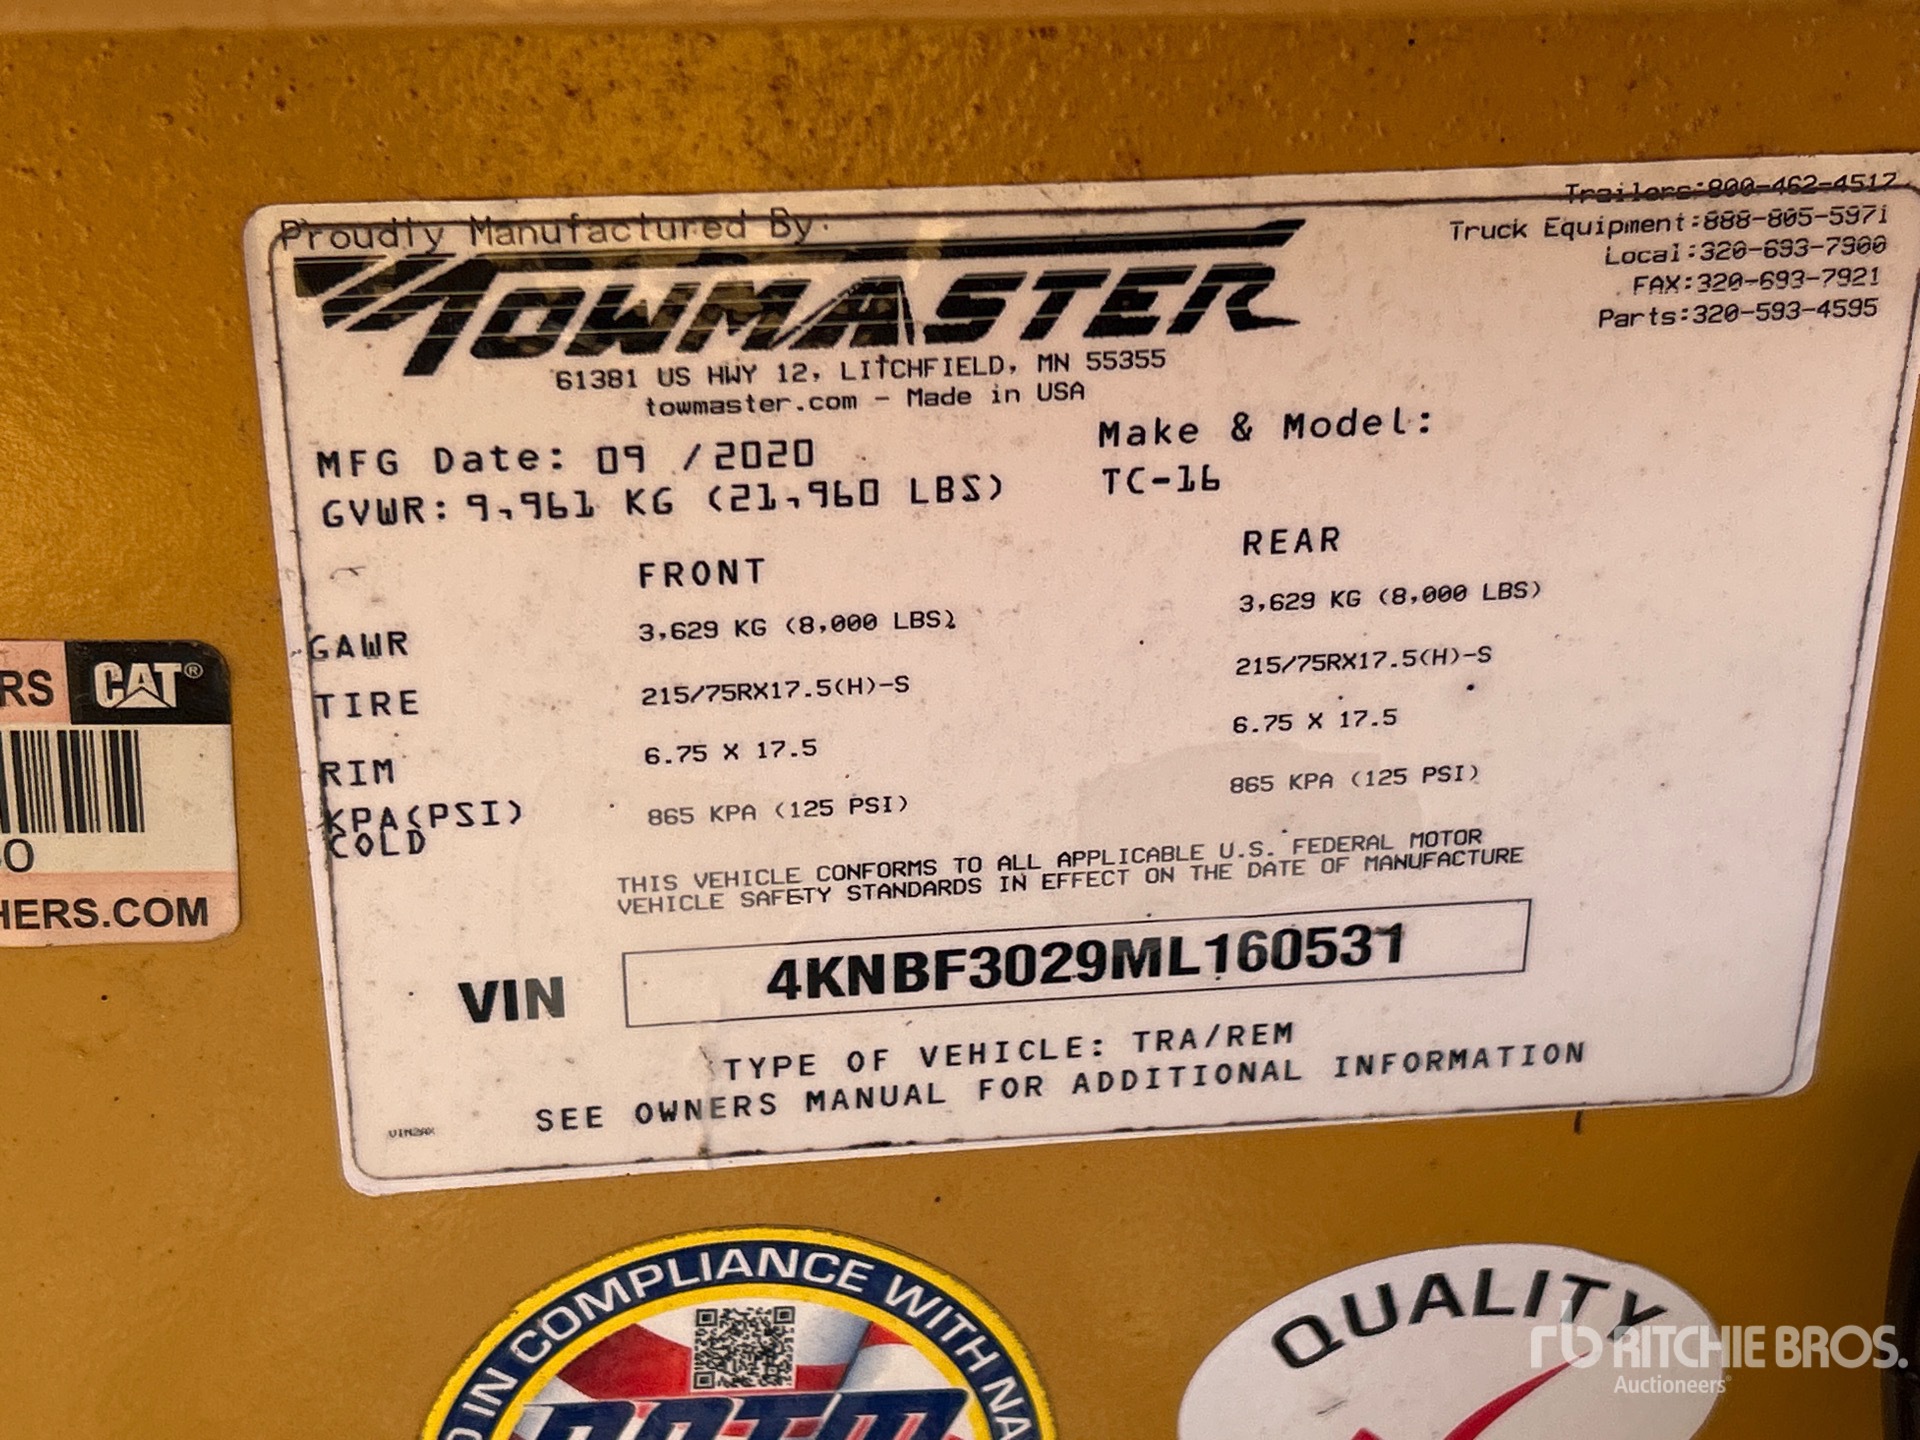 Proudly Manufactured By:
TOWMASTER
61381 US HWY 12, LITCHFIELD, MN 55355
towmaster.com - Made in USA
Trailers:800-462-4517
Truck Equipment:888-805-5971
Local:320-693-7900
FAX:320-693-7921
Parts:320-593-4595
MFG Date: 09 /2020
GVWR: 9,961 KG (21,960 LBS)
Make & Model:
TC-16
FRONT REAR
GAWR 3,629 KG (8,000 LBS) 3,629 KG (8,000 LBS)
TIRE 215/75RX17.5(H)-S 215/75RX17.5(H)-S
RIM 6.75 X 17.5 6.75 X 17.5
KPA(PSI) 865 KPA (125 PSI) 865 KPA (125 PSI)
COLD
THIS VEHICLE CONFORMS TO ALL APPLICABLE U.S. FEDERAL MOTOR
VEHICLE SAFETY STANDARDS IN EFFECT ON THE DATE OF MANUFACTURE
VIN 4KNBF3029ML160531
TYPE OF VEHICLE: TRA/REM
SEE OWNERS MANUAL FOR ADDITIONAL INFORMATION
RS CAT®
O
HERS.COM
IN COMPLIANCE WITH NA
QUALITY
rb RITCHIE BROS.
Auctioneers